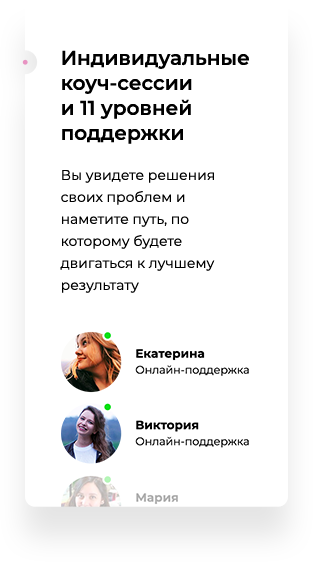 Индивидуальные
коуч-сессии
и 11 уровней
поддержки
Вы увидете решения
своих проблем и
наметите путь, по
которому будете
двигаться к лучшему
результату
Екатерина
Онлайн-поддержка
Виктория
Онлайн-поддержка
Мария